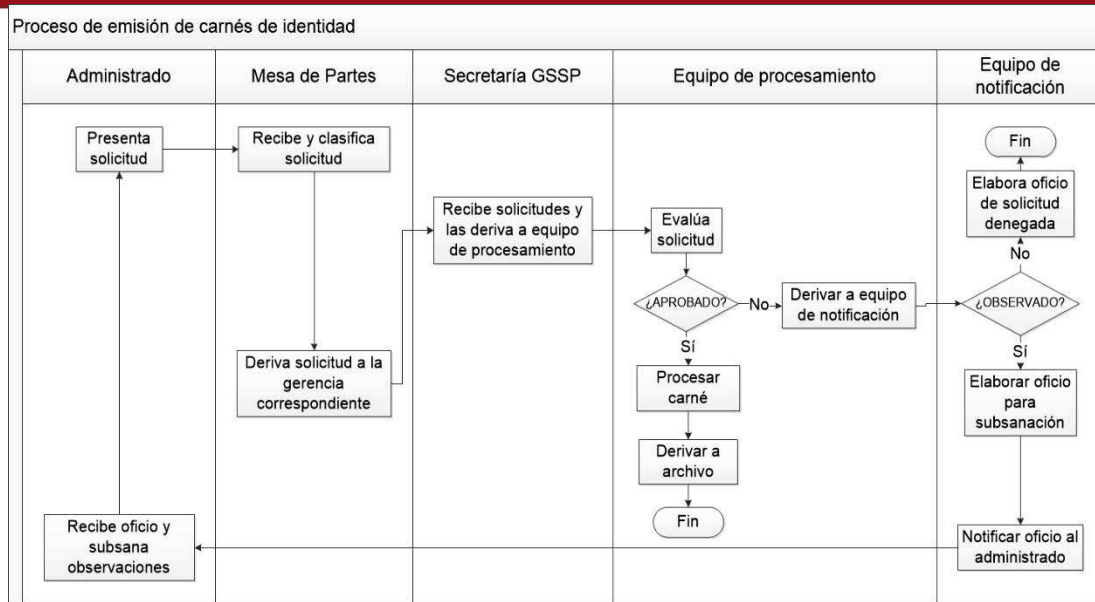 Proceso de emisión de carnés de identidad
Administrado
Mesa de Partes
Secretaría GSSP
Equipo de procesamiento
Equipo de
notificación
Presenta
solicitud
Recibe y clasifica
solicitud
Deriva solicitud a la
gerencia
correspondiente
Recibe solicitudes y
las deriva a equipo
de procesamiento
Evalúa
solicitud
¿APROBADO?
No
Derivar a equipo
de notificación
Sí
Procesar
carné
Derivar a
archivo
Fin
¿OBSERVADO?
No
Elabora oficio
de solicitud
denegada
Fin
Sí
Elaborar oficio
para
subsanación
Notificar oficio al
administrado
Recibe oficio y
subsana
observaciones